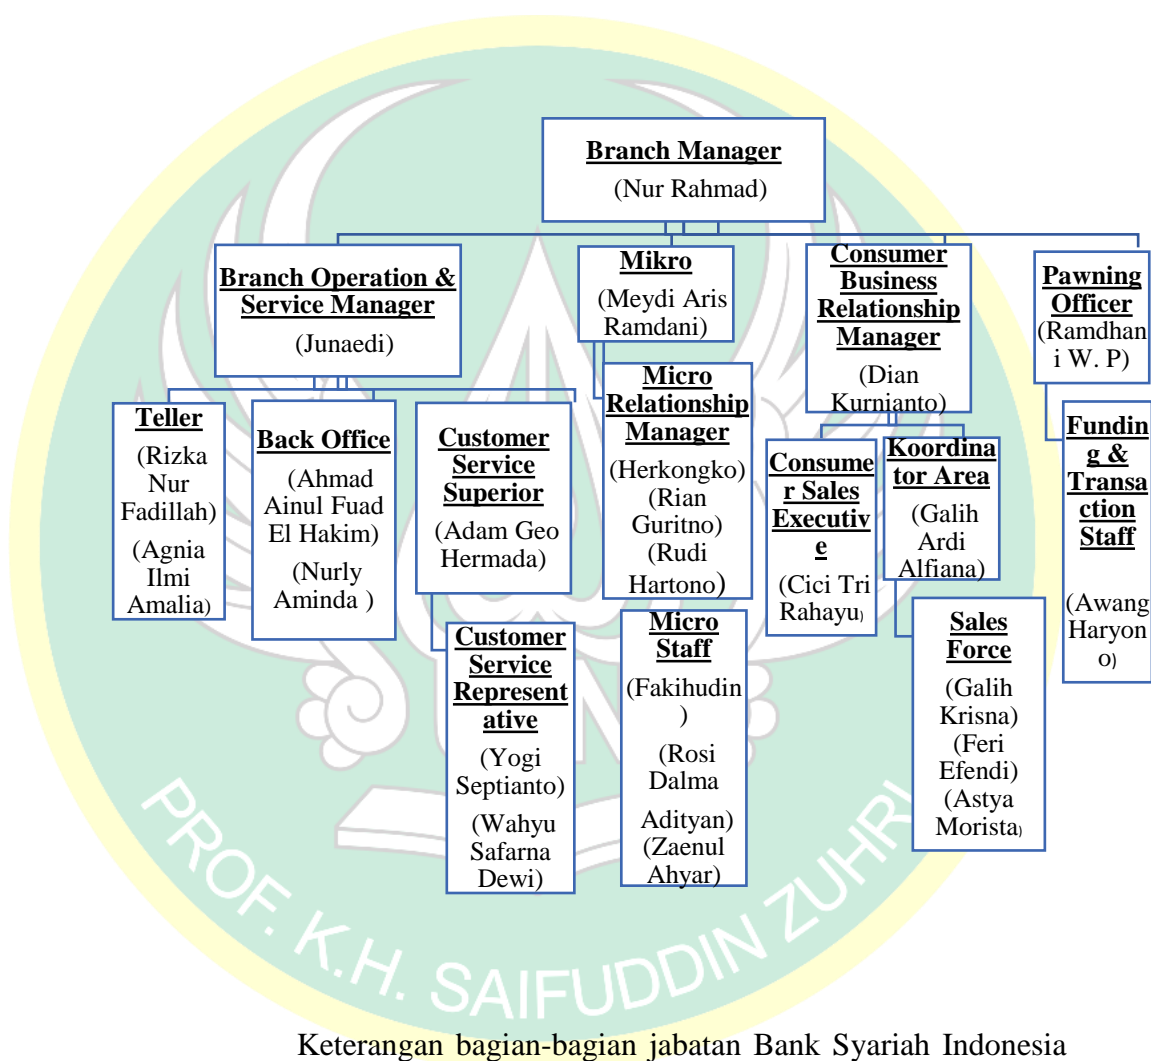 Branch Manager
(Nur Rahmad)
Branch Operation &
Service Manager
(Junaedi)
Mikro
(Meydi Aris
Ramdani)
Consumer
Business
Relationship
Manager
(Dian
Kurnianto)
Pawning
Officer
(Ramdhan
i W. P)
Teller
(Rizka
Nur
Fadillah)
(Agnia
Ilmi
Amalia)
Back Office
(Ahmad
Ainul Fuad
El Hakim)
(Nurly
Aminda )
Customer
Service
Superior
(Adam Geo
Hermada)
Micro
Relationship
Manager
(Herkongko)
(Rian
Guritno)
(Rudi
Hartono)
Consume
r Sales
Executiv
e
(Cici Tri
Rahayu)
Koordina
tor Area
(Galih
Ardi
Alfiana)
Fundin
g &
Transa
ction
Staff
(Awang
Haryon
o)
Customer
Service
Represent
ative
(Yogi
Septianto)
(Wahyu
Safarna
Dewi)
Micro
Staff
(Fakihudin
)
(Rosi
Dalma
Adityan)
(Zaenul
Ahyar)
Sales
Force
(Galih
Krisna)
(Feri
Efendi)
(Astya
Morista)
PROF. K.H. SAIFUDDIN ZUHRI
Keterangan bagian-bagian jabatan Bank Syariah Indonesia